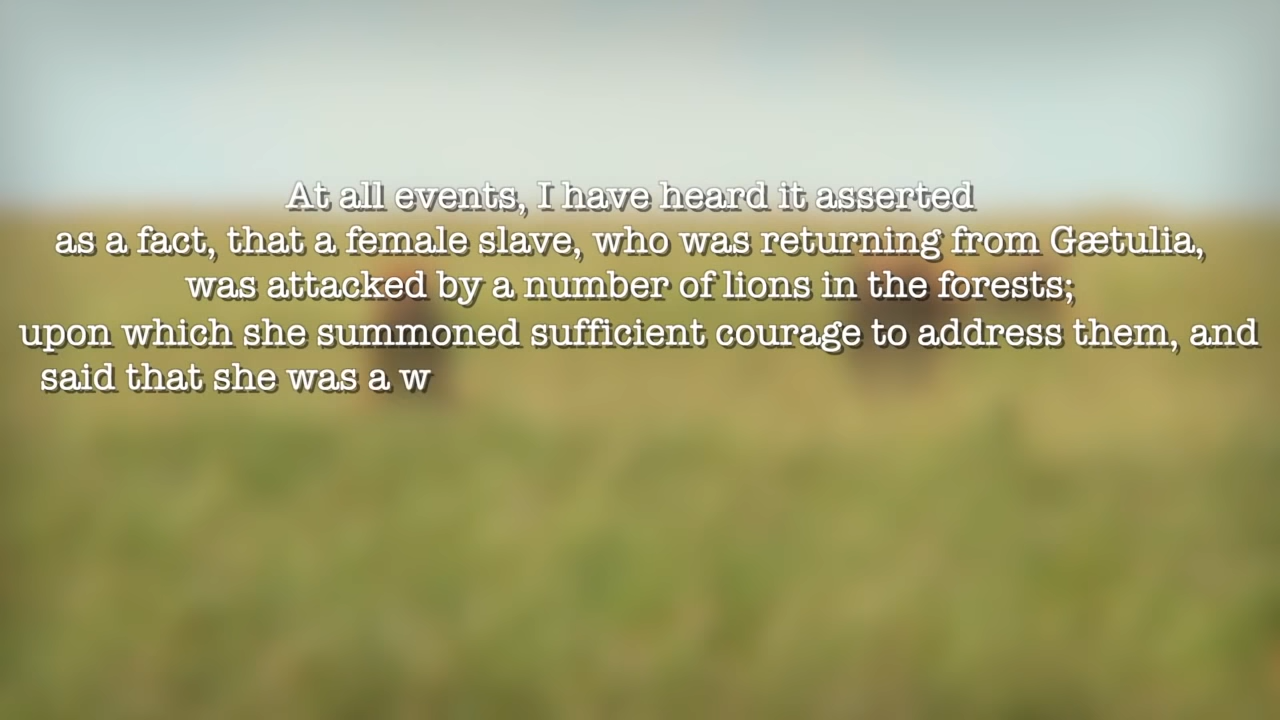 At all events, I have heard it asserted
as a fact, that a female slave, who was returning from Gætulia,
was attacked by a number of lions in the forests;
upon which she summoned sufficient courage to address them, and
said that she was a w